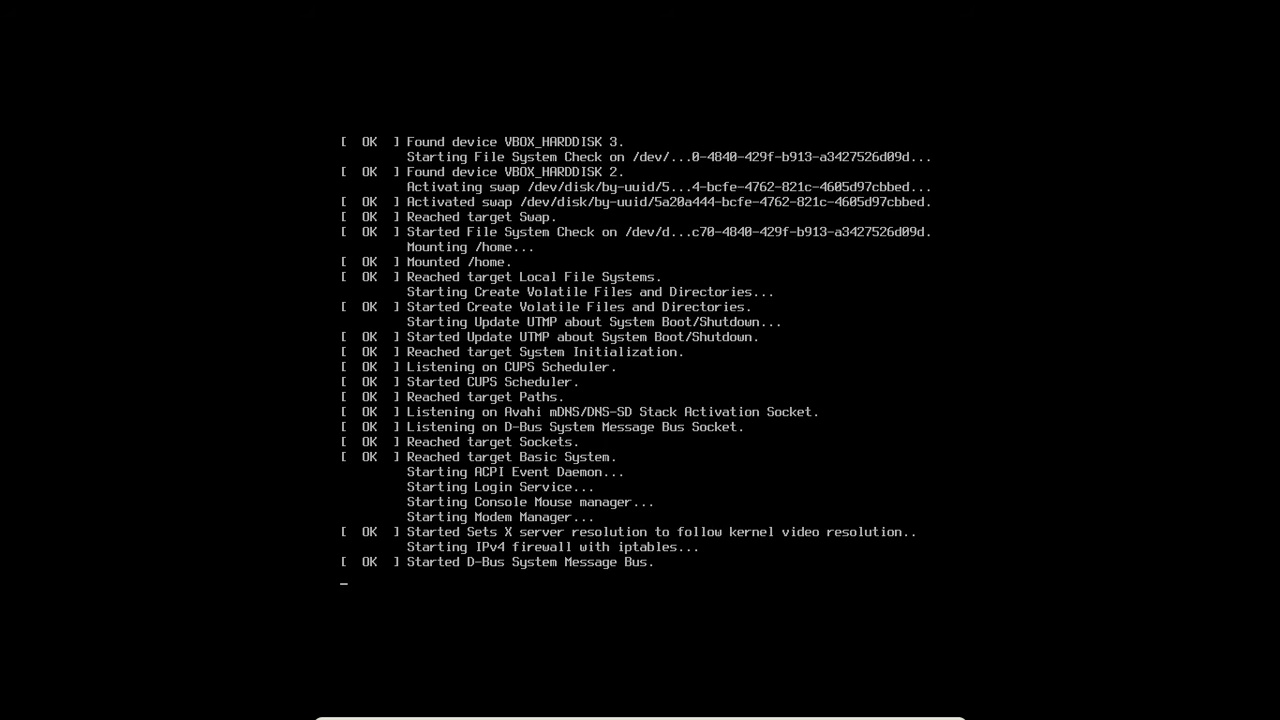 [  OK  ] Found device VBOX_HARDDISK 3.
Starting File System Check on /dev/...0-4840-429f-b913-a3427526d09d...
[  OK  ] Found device VBOX_HARDDISK 2.
Activating swap /dev/disk/by-uuid/5...4-bcfe-4762-821c-4605d97cbbed...
[  OK  ] Activated swap /dev/disk/by-uuid/5a20a444-bcfe-4762-821c-4605d97cbbed.
[  OK  ] Reached target Swap.
[  OK  ] Started File System Check on /dev/d...c70-4840-429f-b913-a3427526d09d.
Mounting /home...
[  OK  ] Mounted /home.
[  OK  ] Reached target Local File Systems.
Starting Create Volatile Files and Directories...
[  OK  ] Started Create Volatile Files and Directories.
Starting Update UTMP about System Boot/Shutdown...
[  OK  ] Started Update UTMP about System Boot/Shutdown.
[  OK  ] Reached target System Initialization.
[  OK  ] Listening on CUPS Scheduler.
[  OK  ] Started CUPS Scheduler.
[  OK  ] Reached target Paths.
[  OK  ] Listening on Avahi mDNS/DNS-SD Stack Activation Socket.
[  OK  ] Listening on D-Bus System Message Bus Socket.
[  OK  ] Reached target Sockets.
[  OK  ] Reached target Basic System.
Starting ACPI Event Daemon...
Starting Login Service...
Starting Console Mouse manager...
Starting Modem Manager...
[  OK  ] Started Sets X server resolution to follow kernel video resolution..
Starting IPv4 firewall with iptables...
[  OK  ] Started D-Bus System Message Bus.